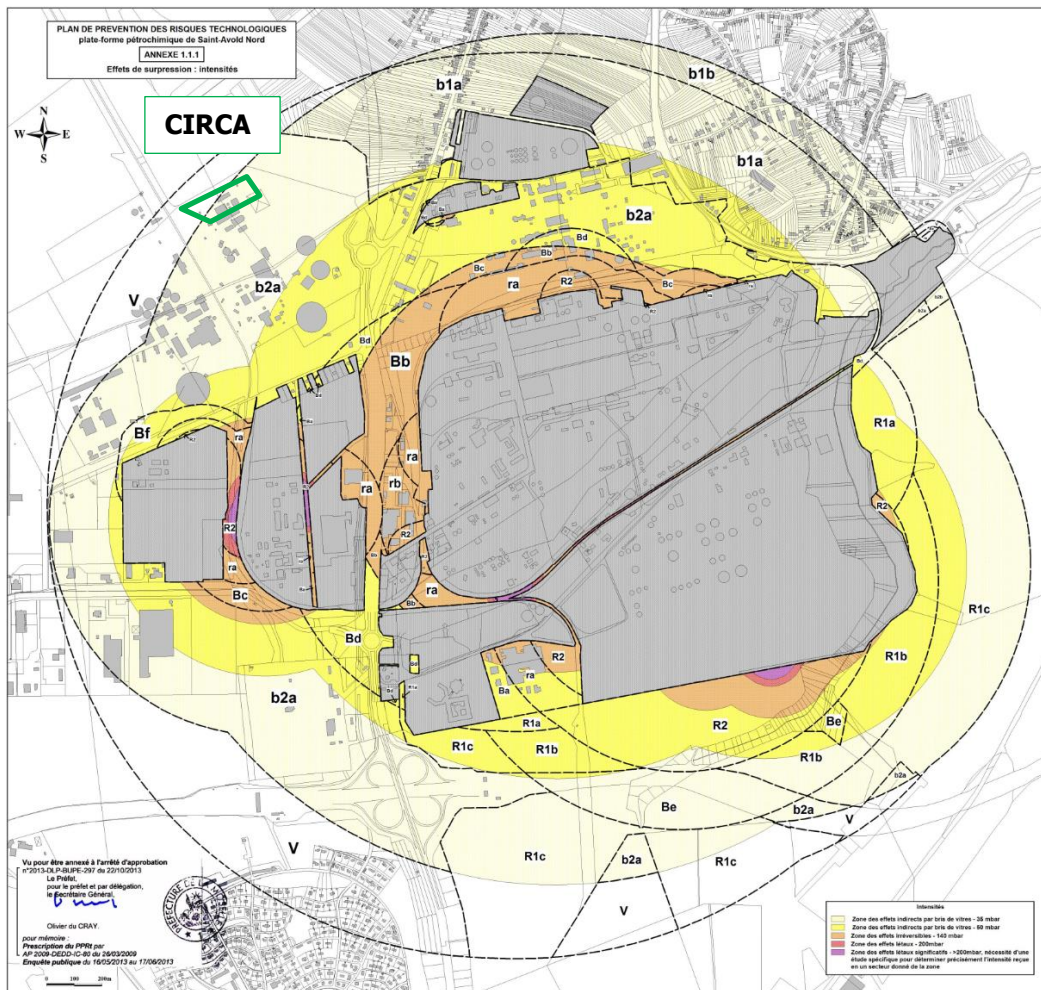 PLAN DE PREVENTION DES RISQUES TECHNOLOGIQUES
plate-forme pétrochimique de Saint-Avold Nord
ANNEXE 1.1.1
Effets de surpression : intensités
CIRCA
N
W E
S
b1a
b1b
b1a
b2a
V
b2a
Bd
Bb
Bc
ra
R2
Bc
Bd
Bb
Bf
ra
R1a
R2
ra
ra
rb
R2
R2
ra
Bc
ra
Bb
Bd
R1c
R1b
R2
ra
Ba
Bd
R1a
b2a
R1a
R1c
R1b
R2
Be
R1b
b2a
Be
b2a
V
R1c
b2a
R1c
V
V
Vu pour être annexé à l'arrêté d'approbation
n°2013-DLP-BUPE-297 du 22/10/2013
Le Préfet,
pour le préfet et par délégation,
le Secrétaire Général,
Olivier du CRAY.
pour mémoire :
Prescription du PPRt par
AP 2009-DEDD-IC-80 du 26/03/2009
Enquête publique du 16/05/2013 au 17/06/2013
0 100 200m
Intensités
Zone des effets indirects par bris de vitres - 35 mbar
Zone des effets indirects par bris de vitres - 50 mbar
Zone des effets irréversibles - 140 mbar
Zone des effets létaux - 200mbar
Zone des effets létaux significatifs - >200mbar, nécessité d'une
étude spécifique pour déterminer précisément l'intensité reçue
en un secteur donné de la zone